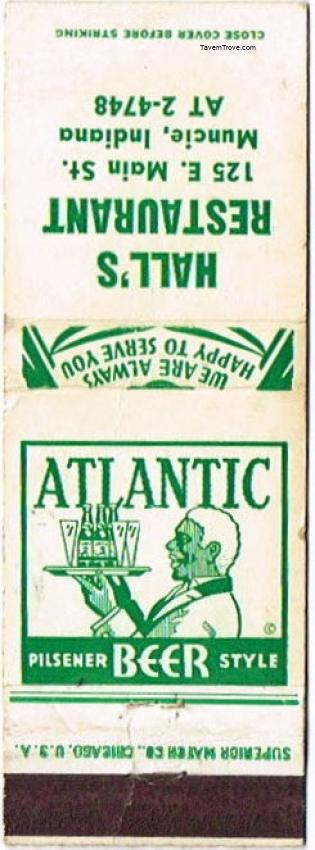 CLOSE COVER BEFORE STRIKING
TavernTrove.com
HALL'S
RESTAURANT
125 E. Main St.
Muncie, Indiana
AT 2-4748
WE ARE ALWAYS
HAPPY TO SERVE YOU
ATLANTIC
©
PILSENER BEER STYLE
SUPERIOR MATCH CO., CHICAGO, U.S.A.